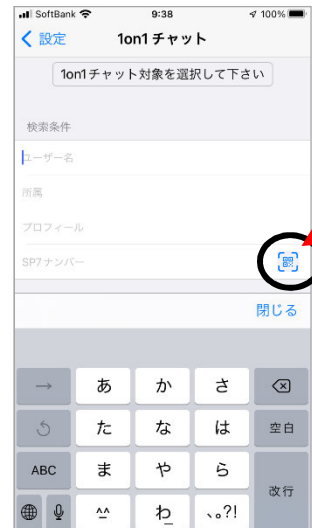 SoftBank 9:38 100%
設定 1on1 チャット
1on1 チャット対象を選択して下さい
検索条件
ユーザー名
所属
プロフィール
SP7ナンバー
閉じる
→ あ か さ
た な は 空白
ABC ま や ら
改行
^^ わ 、。?!